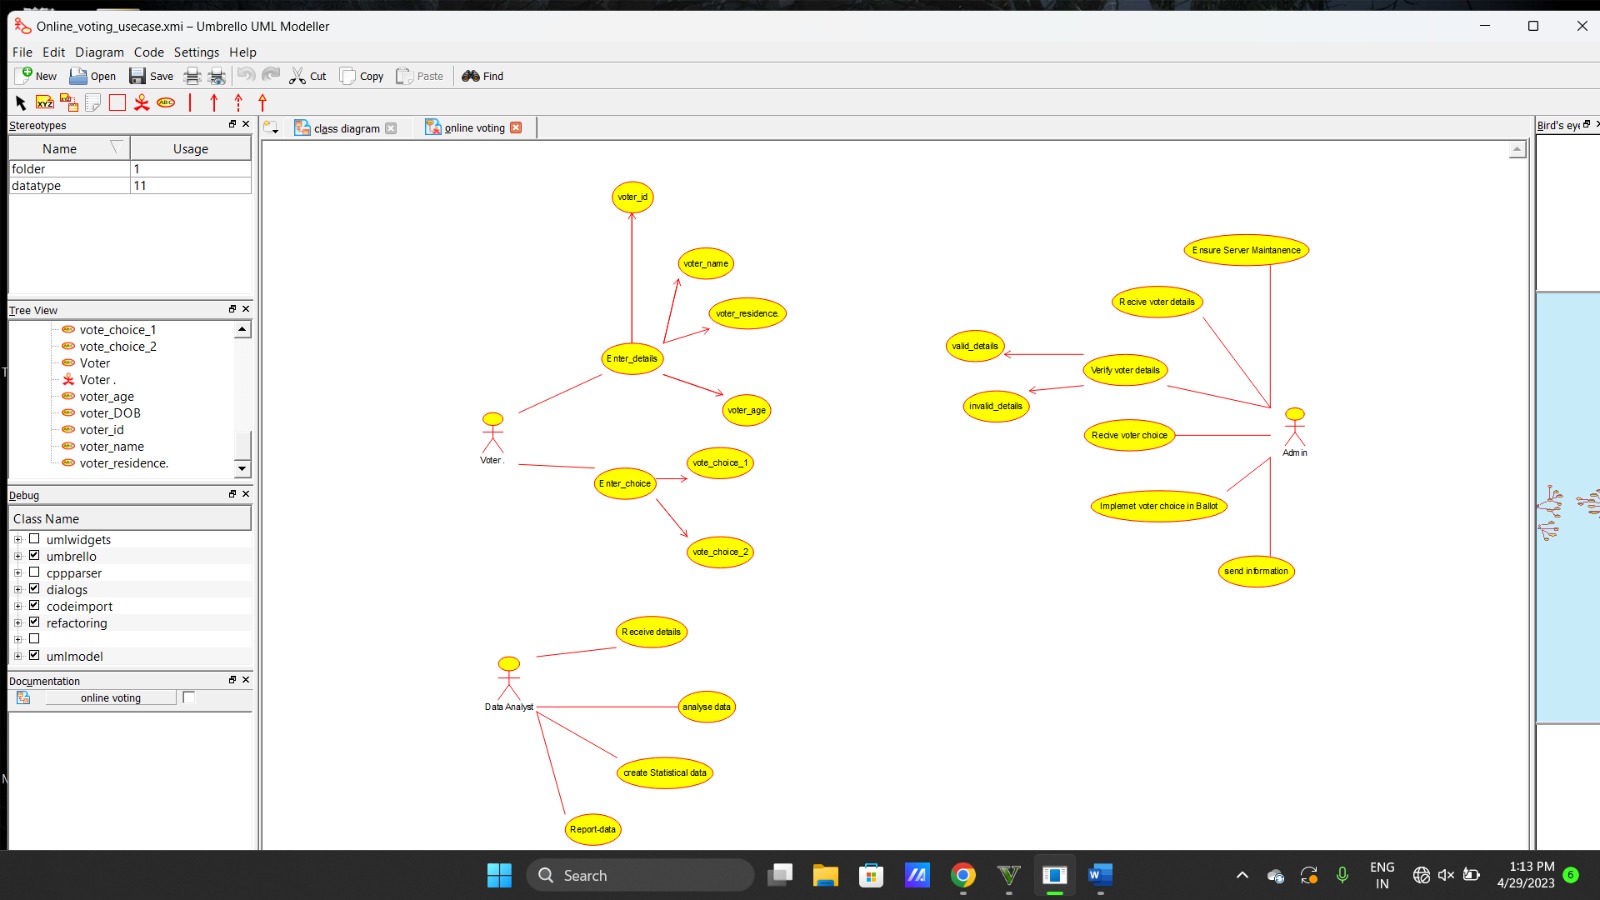 Online_voting_usecase.xmi – Umbrello UML Modeller
File Edit Diagram Code Settings Help
New Open Save Cut Copy Paste Find
XYZ ABC
Stereotypes
Name Usage
folder 1
datatype 11
Tree View
vote_choice_1
vote_choice_2
Voter
Voter .
voter_age
voter_DOB
voter_id
voter_name
voter_residence.
Debug
Class Name
umlwidgets
umbrello
cppparser
dialogs
codeimport
refactoring
umlmodel
Documentation
online voting
class diagram
online voting
Bird's eye
voter_id
voter_name
voter_residence.
Enter_details
voter_age
Voter .
Enter_choice
vote_choice_1
vote_choice_2
Ensure Server Maintanence
Recive voter details
valid_details
Verify voter details
invalid_details
Recive voter choice
Admin
Implemet voter choice in Ballot
send information
Receive details
Data Analyst
analyse data
create Statistical data
Report-data
Search
ENG
IN
1:13 PM
4/29/2023
6